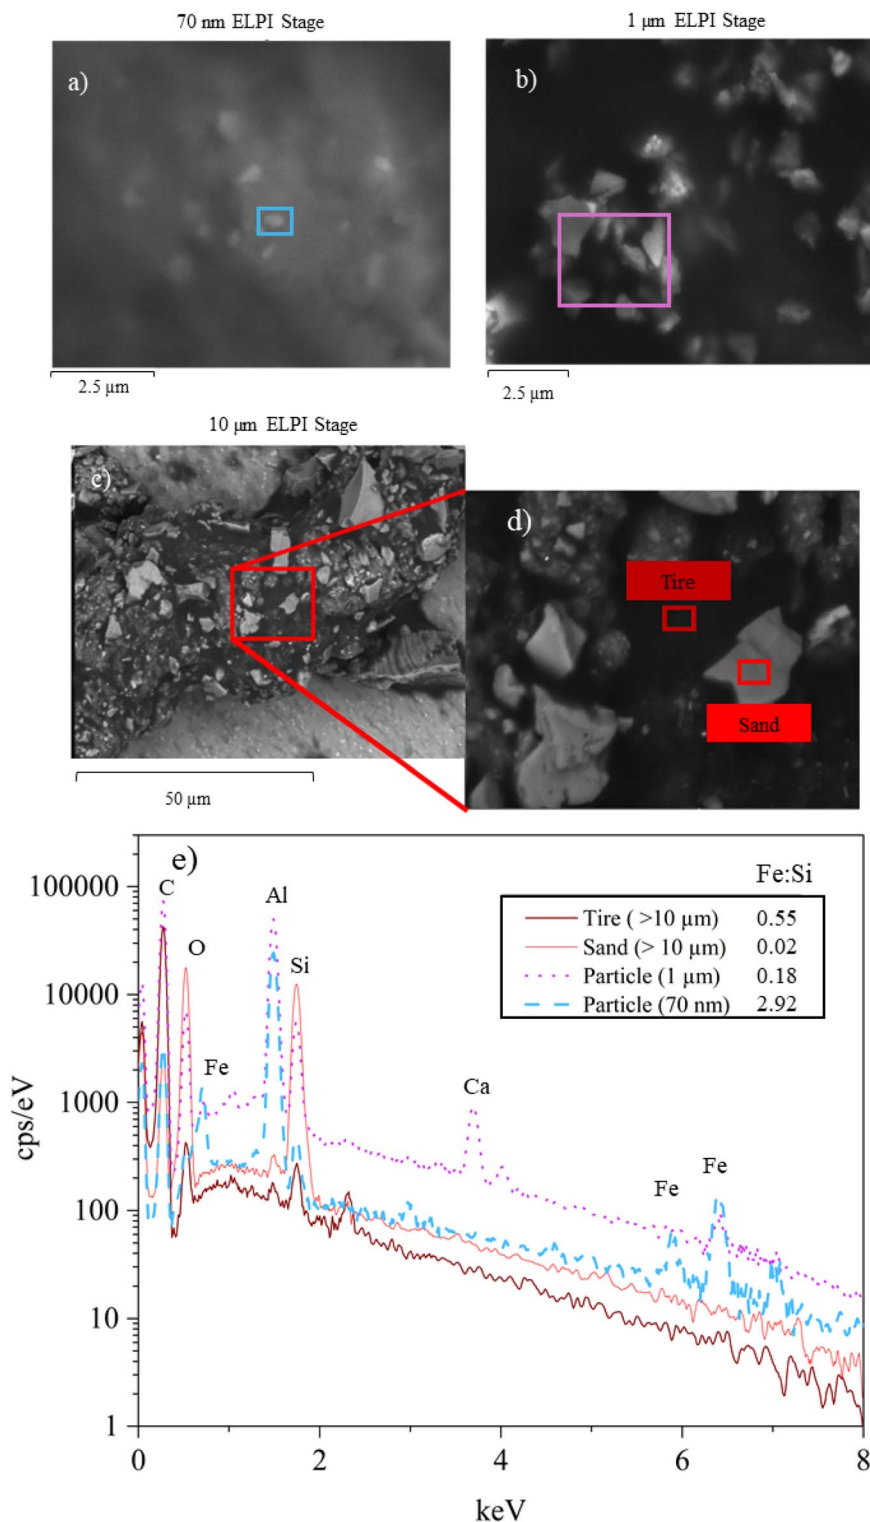 70 nm ELPI Stage
1 μm ELPI Stage
a)
b)
2.5 μm
2.5 μm
10 μm ELPI Stage
c)
d)
Tire
Sand
50 μm
e)
Fe:Si
Tire ( >10 μm) 0.55
Sand (> 10 μm) 0.02
Particle (1 μm) 0.18
Particle (70 nm) 2.92
C
O
Fe
Al
Si
Ca
Fe
Fe
100000
10000
1000
100
10
1
cps/eV
0 2 4 6 8
keV